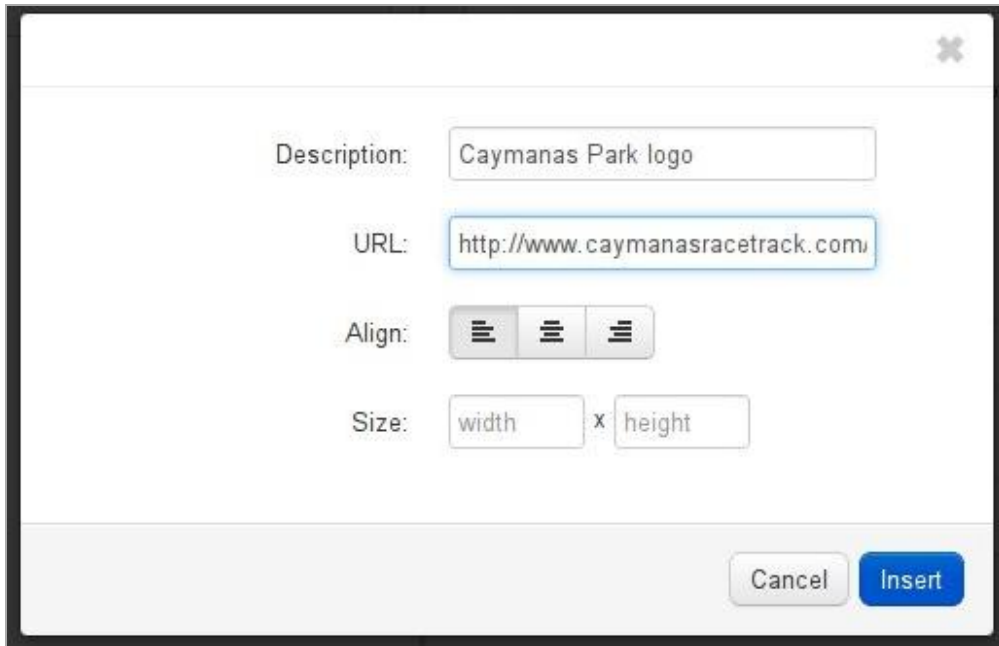 Description: Caymanas Park logo
URL: http://www.caymanasracetrack.com/
Align:
Size: width x height
Cancel Insert